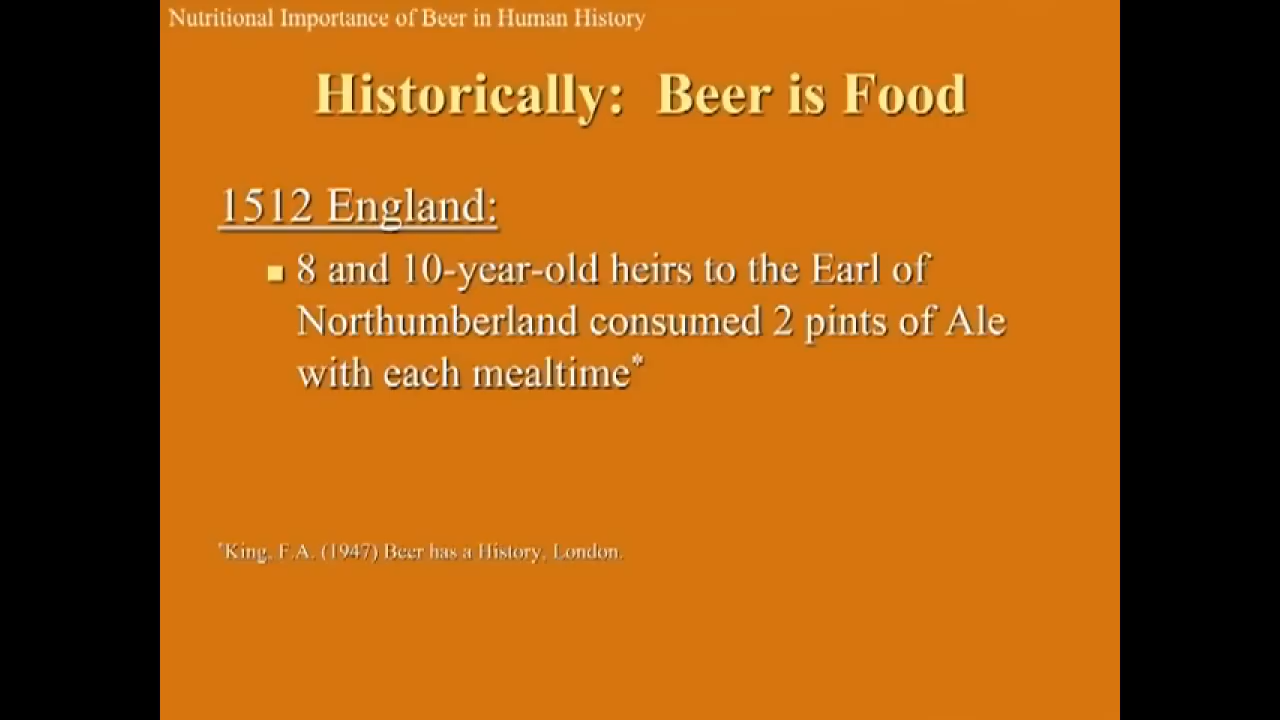 Nutritional Importance of Beer in Human History
Historically: Beer is Food
1512 England:
8 and 10-year-old heirs to the Earl of
Northumberland consumed 2 pints of Ale
with each mealtime*
*King, F.A. (1947) Beer has a History, London.